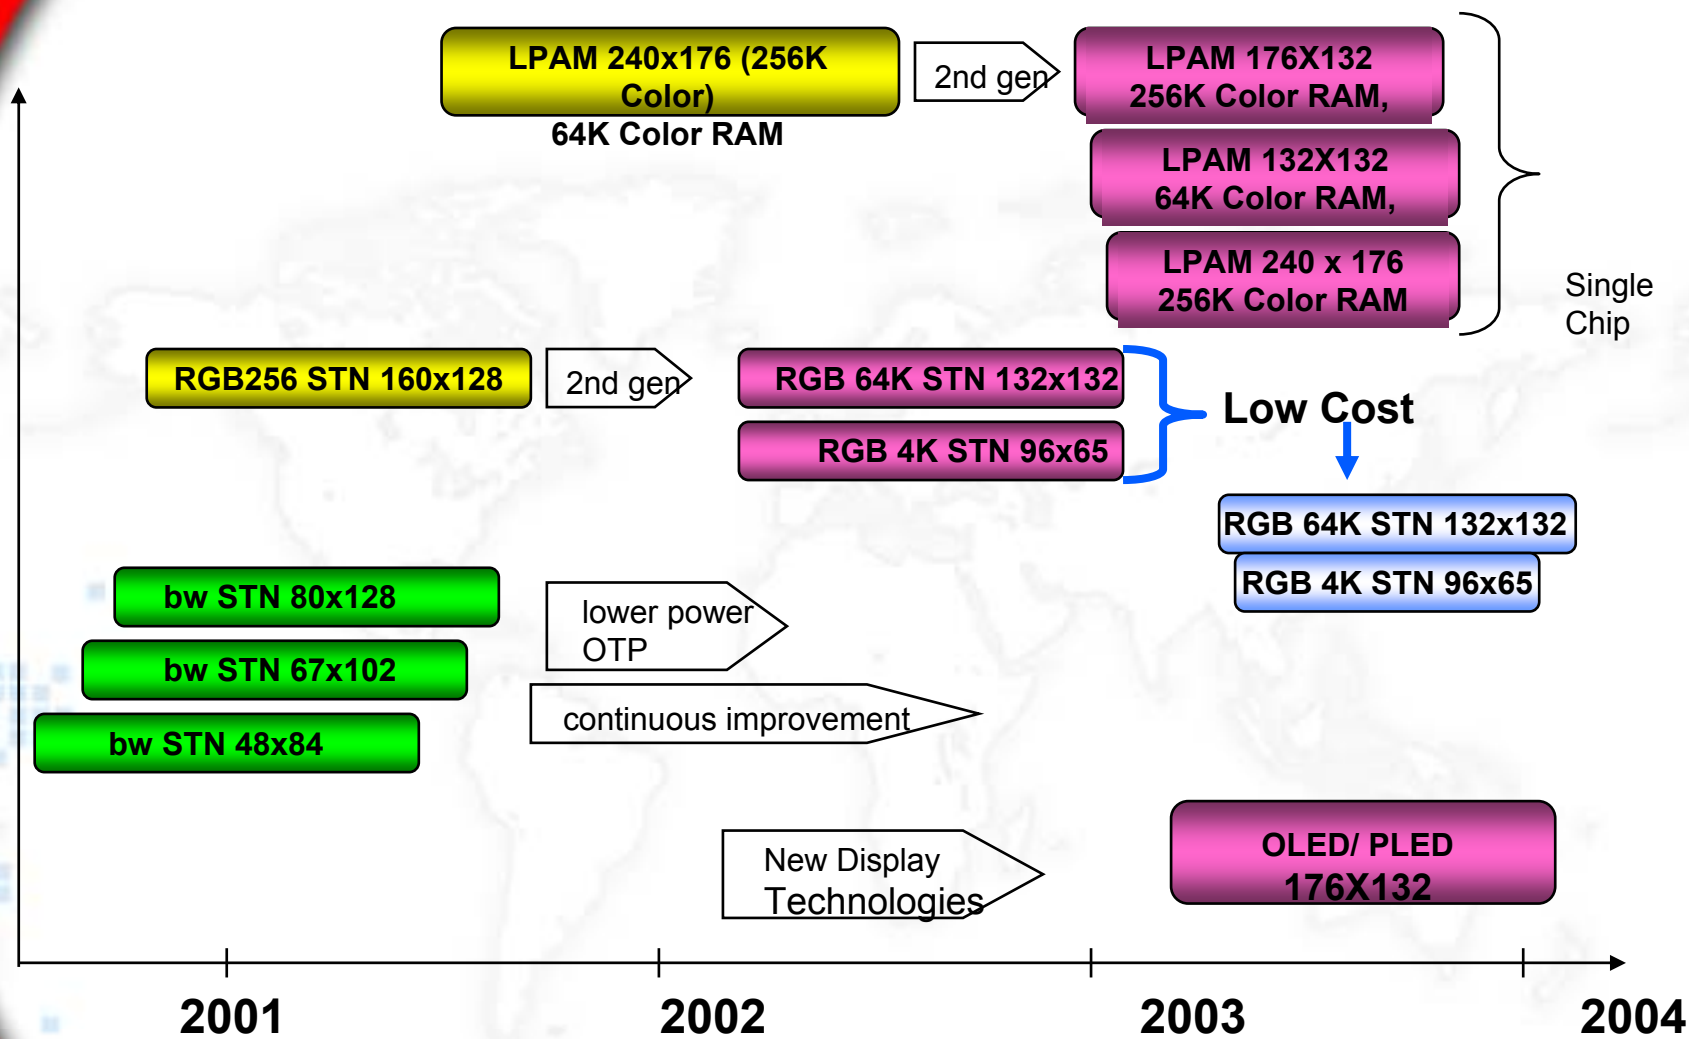 LPAM 240x176 (256K
Color)
64K Color RAM
2nd gen
LPAM 176X132
256K Color RAM,
LPAM 132X132
64K Color RAM,
LPAM 240 x 176
256K Color RAM
Single
Chip
RGB256 STN 160x128
2nd gen
RGB 64K STN 132x132
RGB 4K STN 96x65
Low Cost
RGB 64K STN 132x132
RGB 4K STN 96x65
bw STN 80x128
bw STN 67x102
bw STN 48x84
lower power
OTP
continuous improvement
New Display
Technologies
OLED/ PLED
176X132
2001
2002
2003
2004